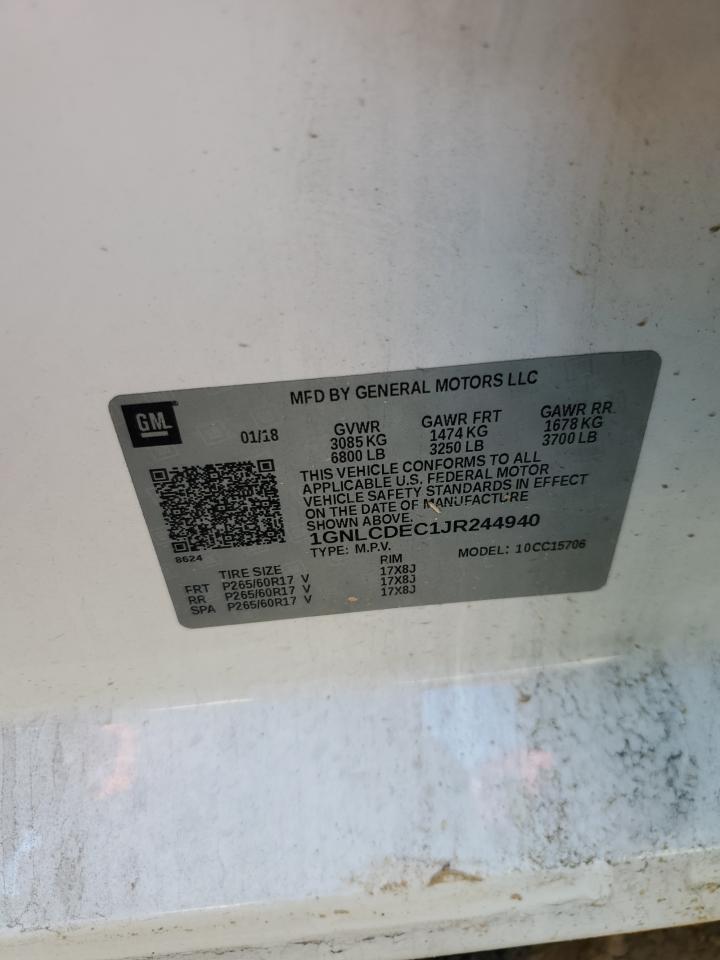 MFD BY GENERAL MOTORS LLC
GM
01/18
GVWR GAWR FRT GAWR RR
3085 KG 1474 KG 1678 KG
6800 LB 3250 LB 3700 LB
THIS VEHICLE CONFORMS TO ALL
APPLICABLE U.S. FEDERAL MOTOR
VEHICLE SAFETY STANDARDS IN EFFECT
ON THE DATE OF MANUFACTURE
SHOWN ABOVE.
1GNLCDEC1JR244940
8624
TYPE: M.P.V. MODEL: 10CC15706
TIRE SIZE RIM
FRT P265/60R17 V 17X8J
RR P265/60R17 V 17X8J
SPA P265/60R17 V 17X8J